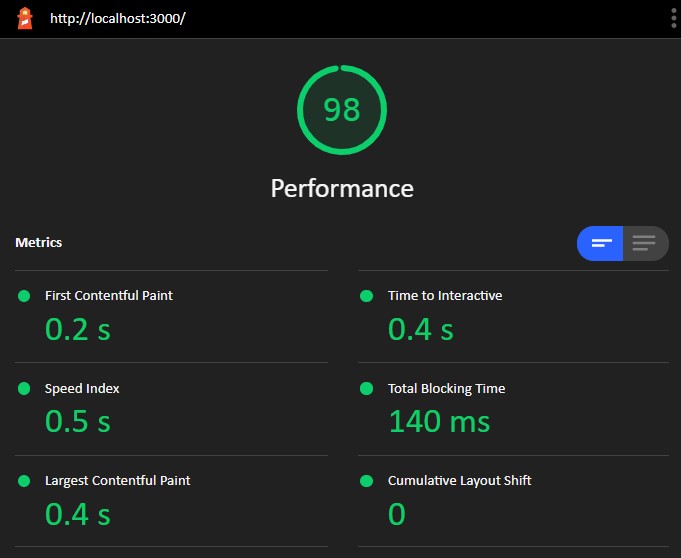 http://localhost:3000/
98
Performance
Metrics
First Contentful Paint
0.2 s
Time to Interactive
0.4 s
Speed Index
0.5 s
Total Blocking Time
140 ms
Largest Contentful Paint
0.4 s
Cumulative Layout Shift
0